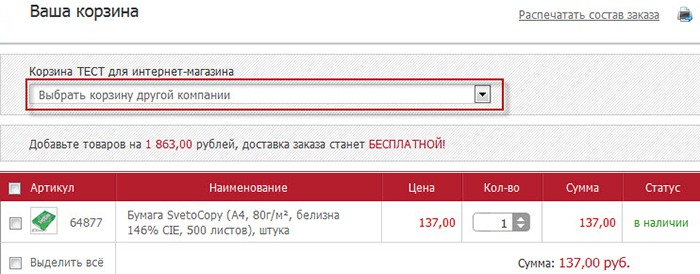 Ваша корзина
Распечатать состав заказа
Корзина ТЕСТ для интернет-магазина
Выбрать корзину другой компании
Добавьте товаров на 1 863,00 рублей, доставка заказа станет БЕСПЛАТНОЙ!
Артикул Наименование Цена Кол-во Сумма Статус
64877 Бумага SvetoCopy (A4, 80г/м², белизна 137,00 1 137,00 в наличии
146% CIE, 500 листов), штука
Выделить всё Сумма: 137,00 руб.